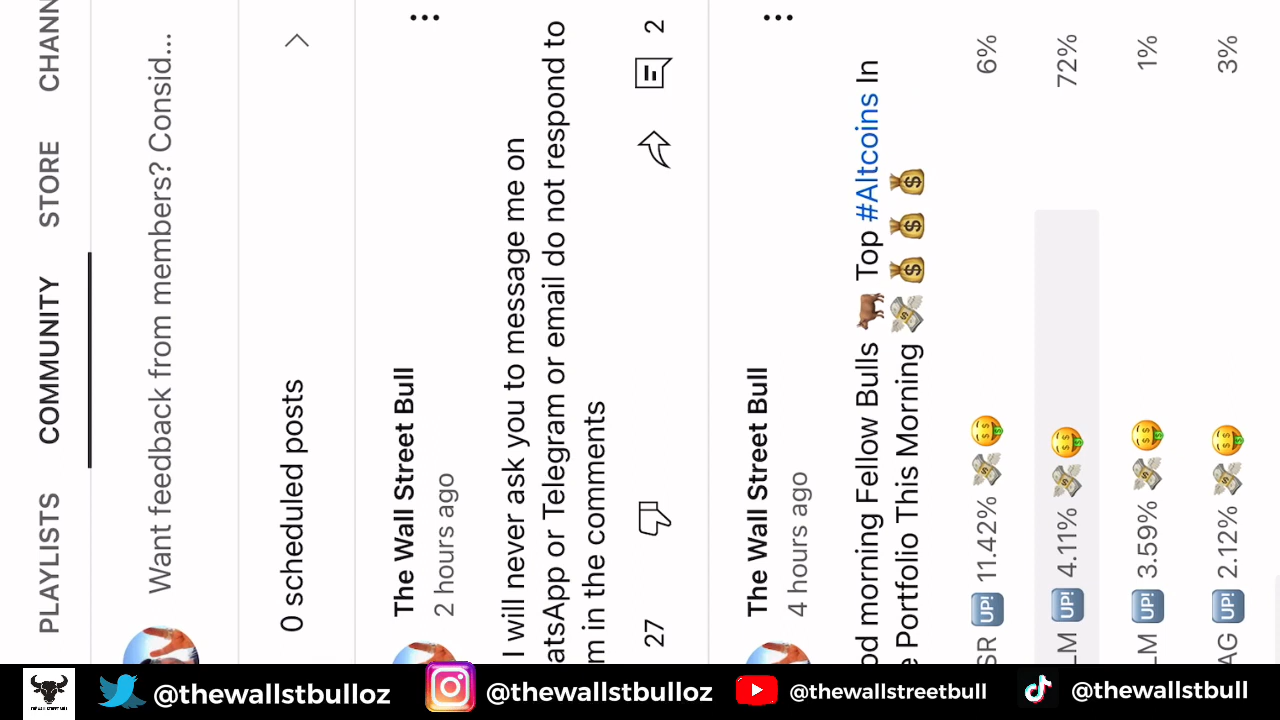 PLAYLISTS COMMUNITY STORE CHANN
Want feedback from members? Consid...
0 scheduled posts
The Wall Street Bull
2 hours ago
I will never ask you to message me on
atsApp or Telegram or email do not respond to
m in the comments
27 2
The Wall Street Bull
4 hours ago
od morning Fellow Bulls 🐂 Top #Altcoins In
e Portfolio This Morning 💸 💰 💰 💰
SR 🆙 11.42% 💸 🤑 6%
LM 🆙 4.11% 💸 🤑 72%
LM 🆙 3.59% 💸 🤑 1%
AG 🆙 2.12% 💸 🤑 3%
@thewallstbulloz @thewallstbulloz @thewallstreetbull @thewallstbull